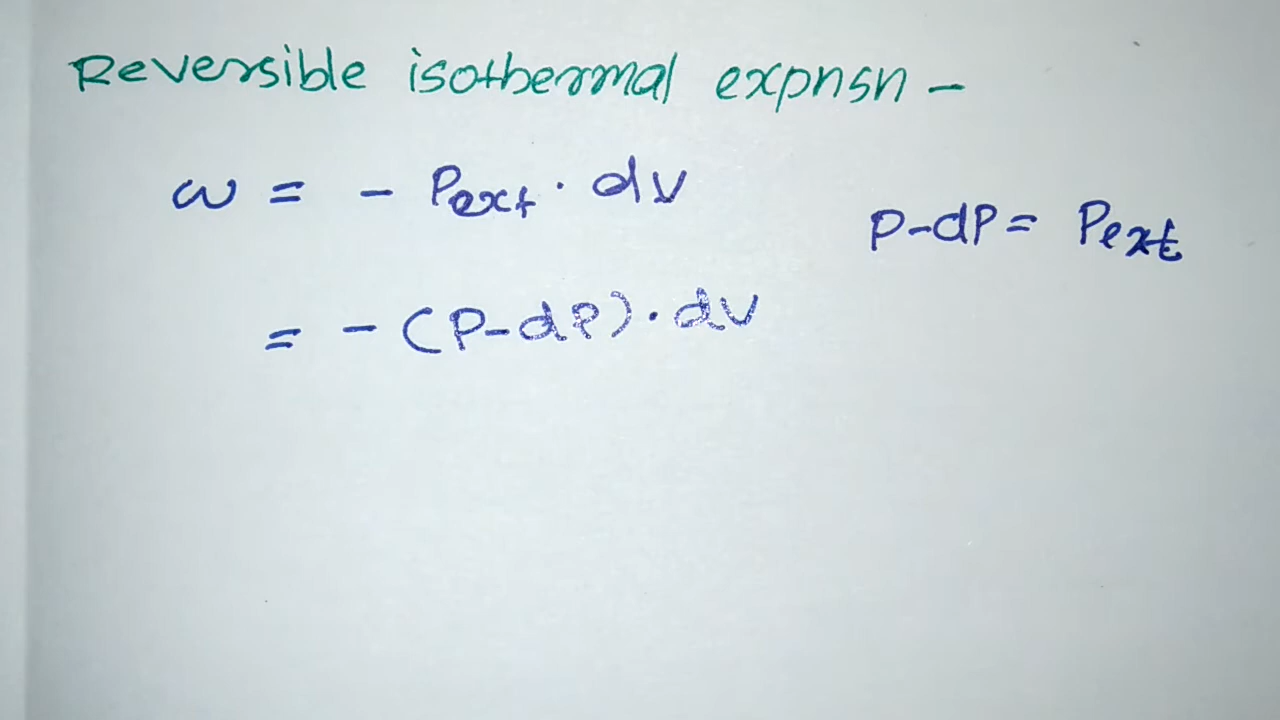 Reversible isothermal expnsn -
w = - Pext . dv
P-dP = Pext
= - (P-dP) . dv